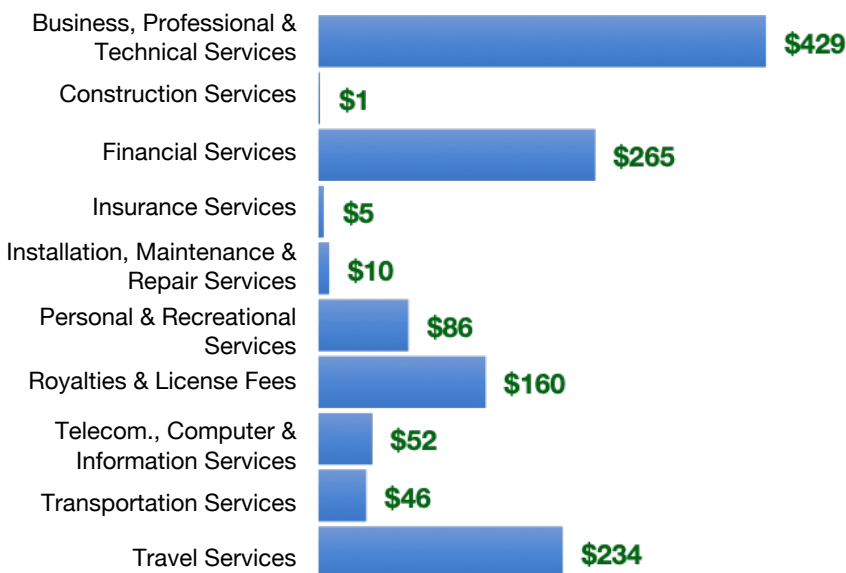 Business, Professional &
Technical Services
$429
Construction Services
$1
Financial Services
$265
Insurance Services
$5
Installation, Maintenance &
Repair Services
$10
Personal & Recreational
Services
$86
Royalties & License Fees
$160
Telecom., Computer &
Information Services
$52
Transportation Services
$46
Travel Services
$234